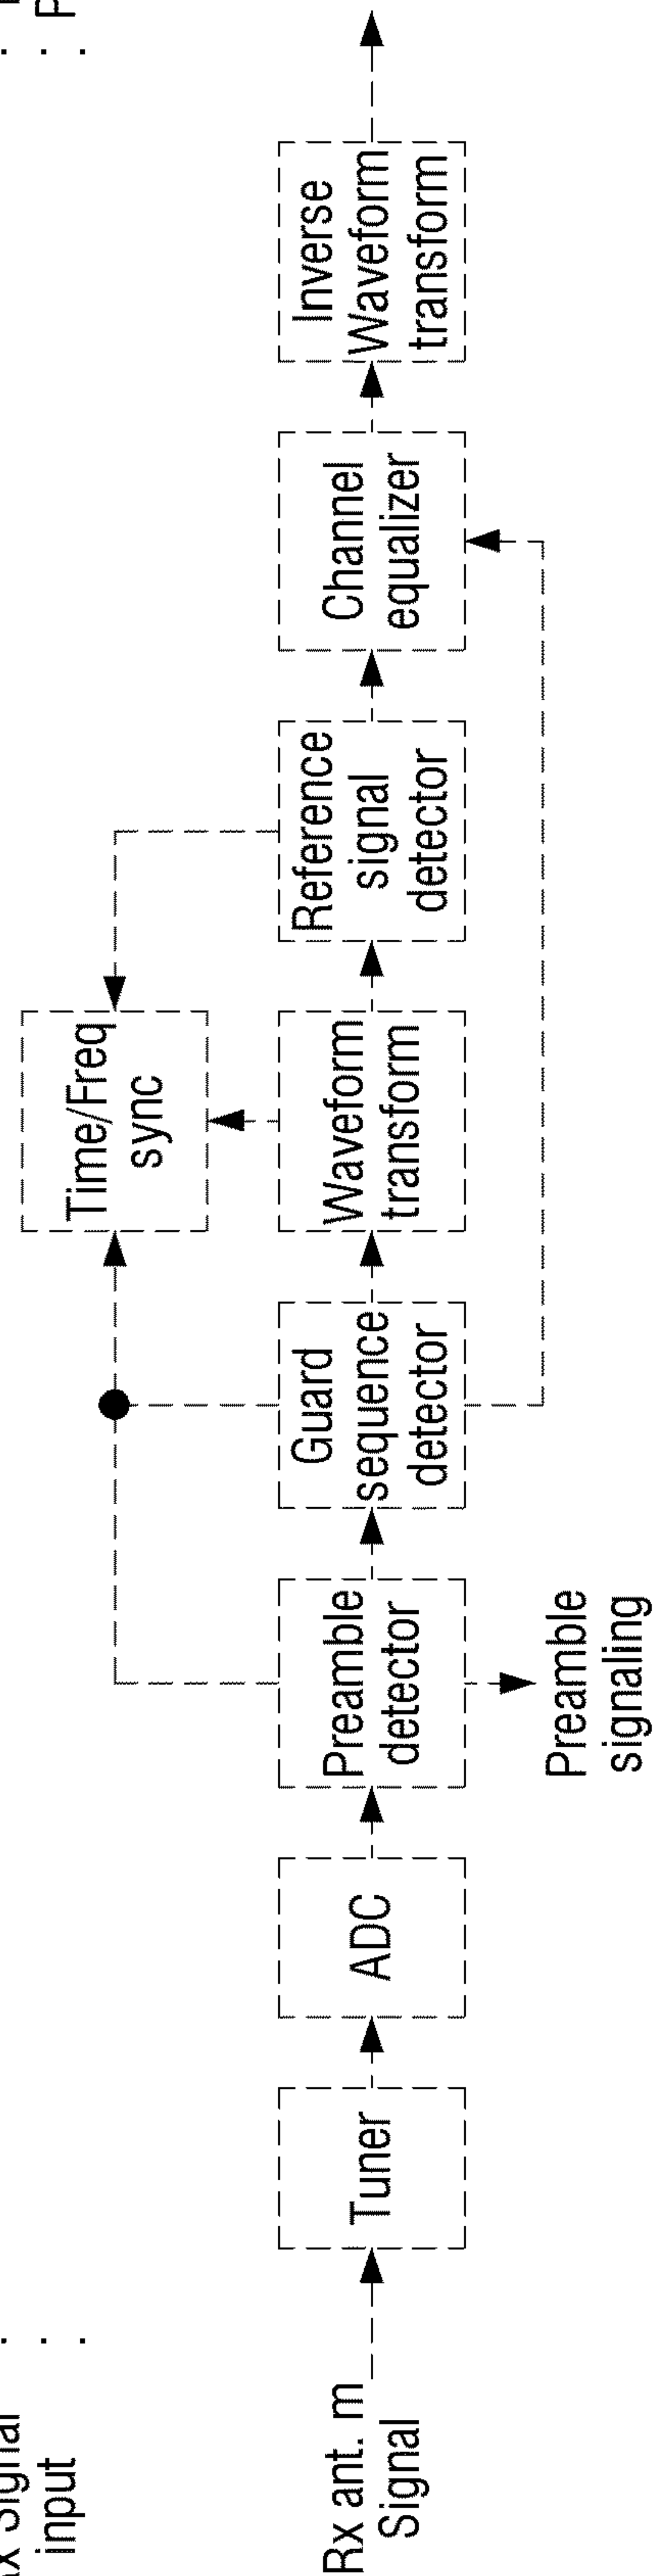 input
Rx ant. m
Signal
Tuner
ADC
Preamble
detector
Preamble
signaling
Guard
sequence
detector
Time/Freq
sync
Waveform
transform
Reference
signal
detector
Channel
equalizer
Inverse
Waveform
transform